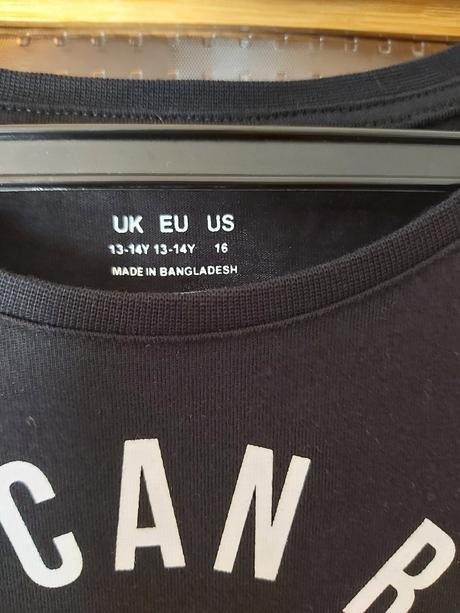 UK EU US
13-14Y 13-14Y 16
MADE IN BANGLADESH
CAN